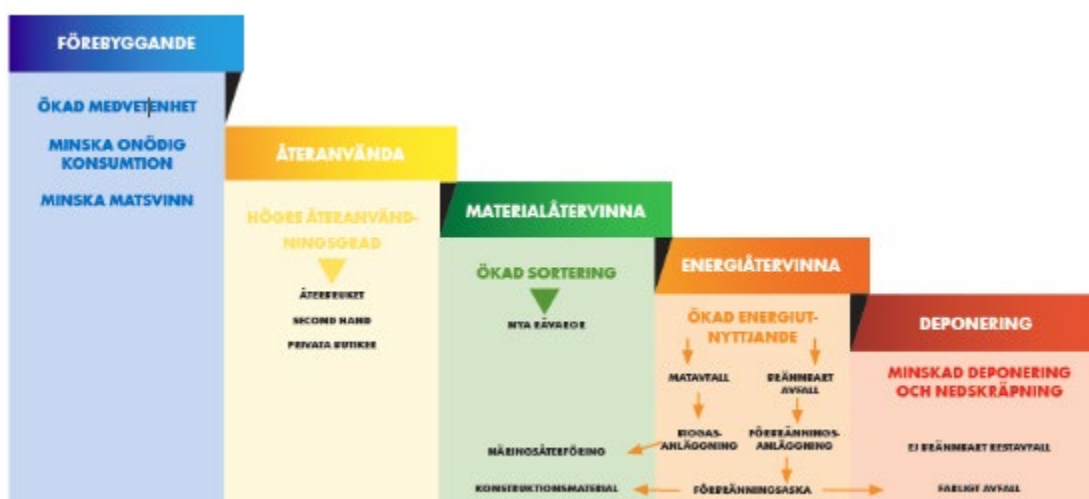 FÖREBYGGANDE
ÖKAD MEDVETENHET
MINSKA ONÖDIG
KONSUMTION
MINSKA MATSVINN
ÅTERANVÄNDA
HÖGRE ÅTERANVÄND-
NINGSGRAD
ÅTERBRUKET
SECOND HAND
PRIVATA BUTIKER
MATERIALÅTERVINNA
ÖKAD SORTERING
NYA RÅVAROR
NÄRINGSÅTERFÖRING
KONSTRUKTIONSMATERIAL
ENERGIÅTERVINNA
ÖKAD ENERGIUT-
NYTTJANDE
MATAVFALL
BRÄNNBART
AVFALL
BIOGAS-
ANLÄGGNING
FÖRBRÄNNINGS-
ANLÄGGNING
FÖRBRÄNNINGSASKA
DEPONERING
MINSKAD DEPONERING
OCH NEDSKRÄPNING
EJ BRÄNNBART RESTAVFALL
FARLIGT AVFALL